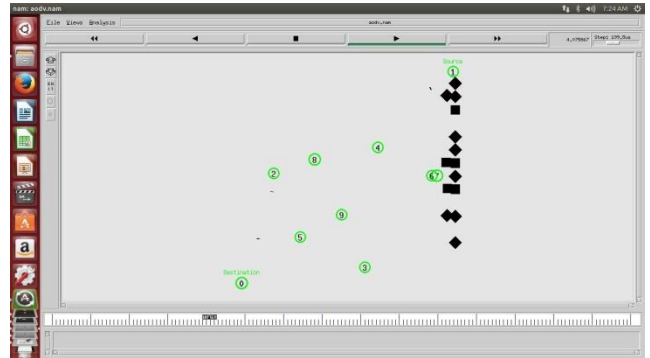 nam: aodv.nam
7:24 AM
File Views Analysis
aodv.nam
Step:
Source
1
4
8
2
6
7
9
5
3
Destination
0